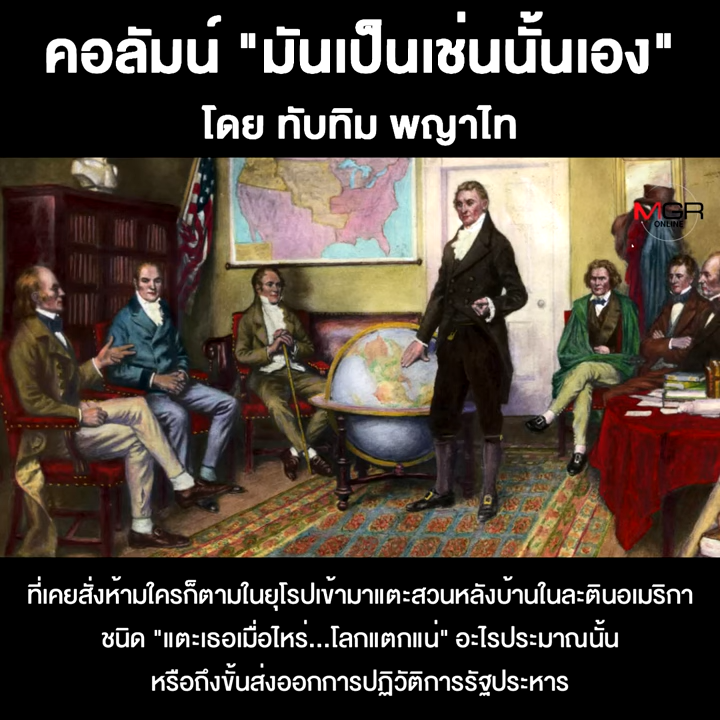 คอลัมน์ "มันเป็นเช่นนั้นเอง"
โดย ทับทิม พญาไท
MGR
ONLINE
ที่เคยสั่งห้ามใครก็ตามในยุโรปเข้ามาแตะสวนหลังบ้านในละตินอเมริกา
ชนิด "แตะเธอเมื่อไหร่...โลกแตกแน่" อะไรประมาณนั้น
หรือถึงขั้นส่งออกการปฏิวัติการรัฐประหาร